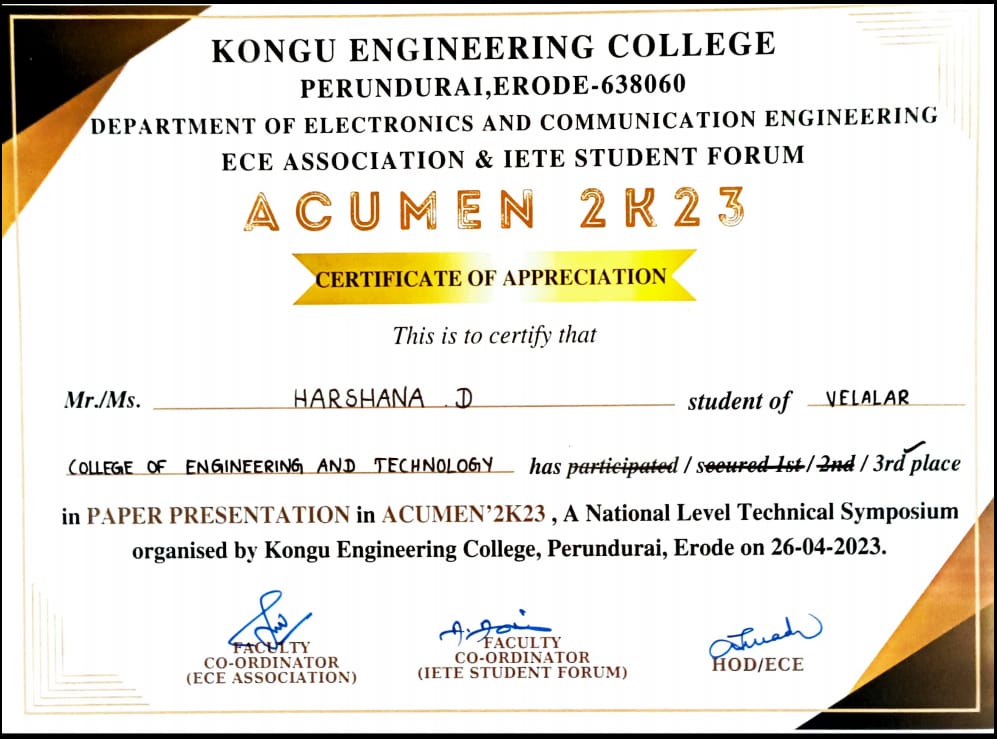 KONGU ENGINEERING COLLEGE
PERUNDURAI,ERODE-638060
DEPARTMENT OF ELECTRONICS AND COMMUNICATION ENGINEERING
ECE ASSOCIATION & IETE STUDENT FORUM
ACUMEN 2K23
CERTIFICATE OF APPRECIATION
This is to certify that
Mr./Ms. HARSHANA . D student of VELALAR
COLLEGE OF ENGINEERING AND TECHNOLOGY has participated / secured 1st / 2nd / 3rd place
in PAPER PRESENTATION in ACUMEN'2K23 , A National Level Technical Symposium
organised by Kongu Engineering College, Perundurai, Erode on 26-04-2023.
FACULTY CO-ORDINATOR (ECE ASSOCIATION)
FACULTY CO-ORDINATOR (IETE STUDENT FORUM)
HOD/ECE